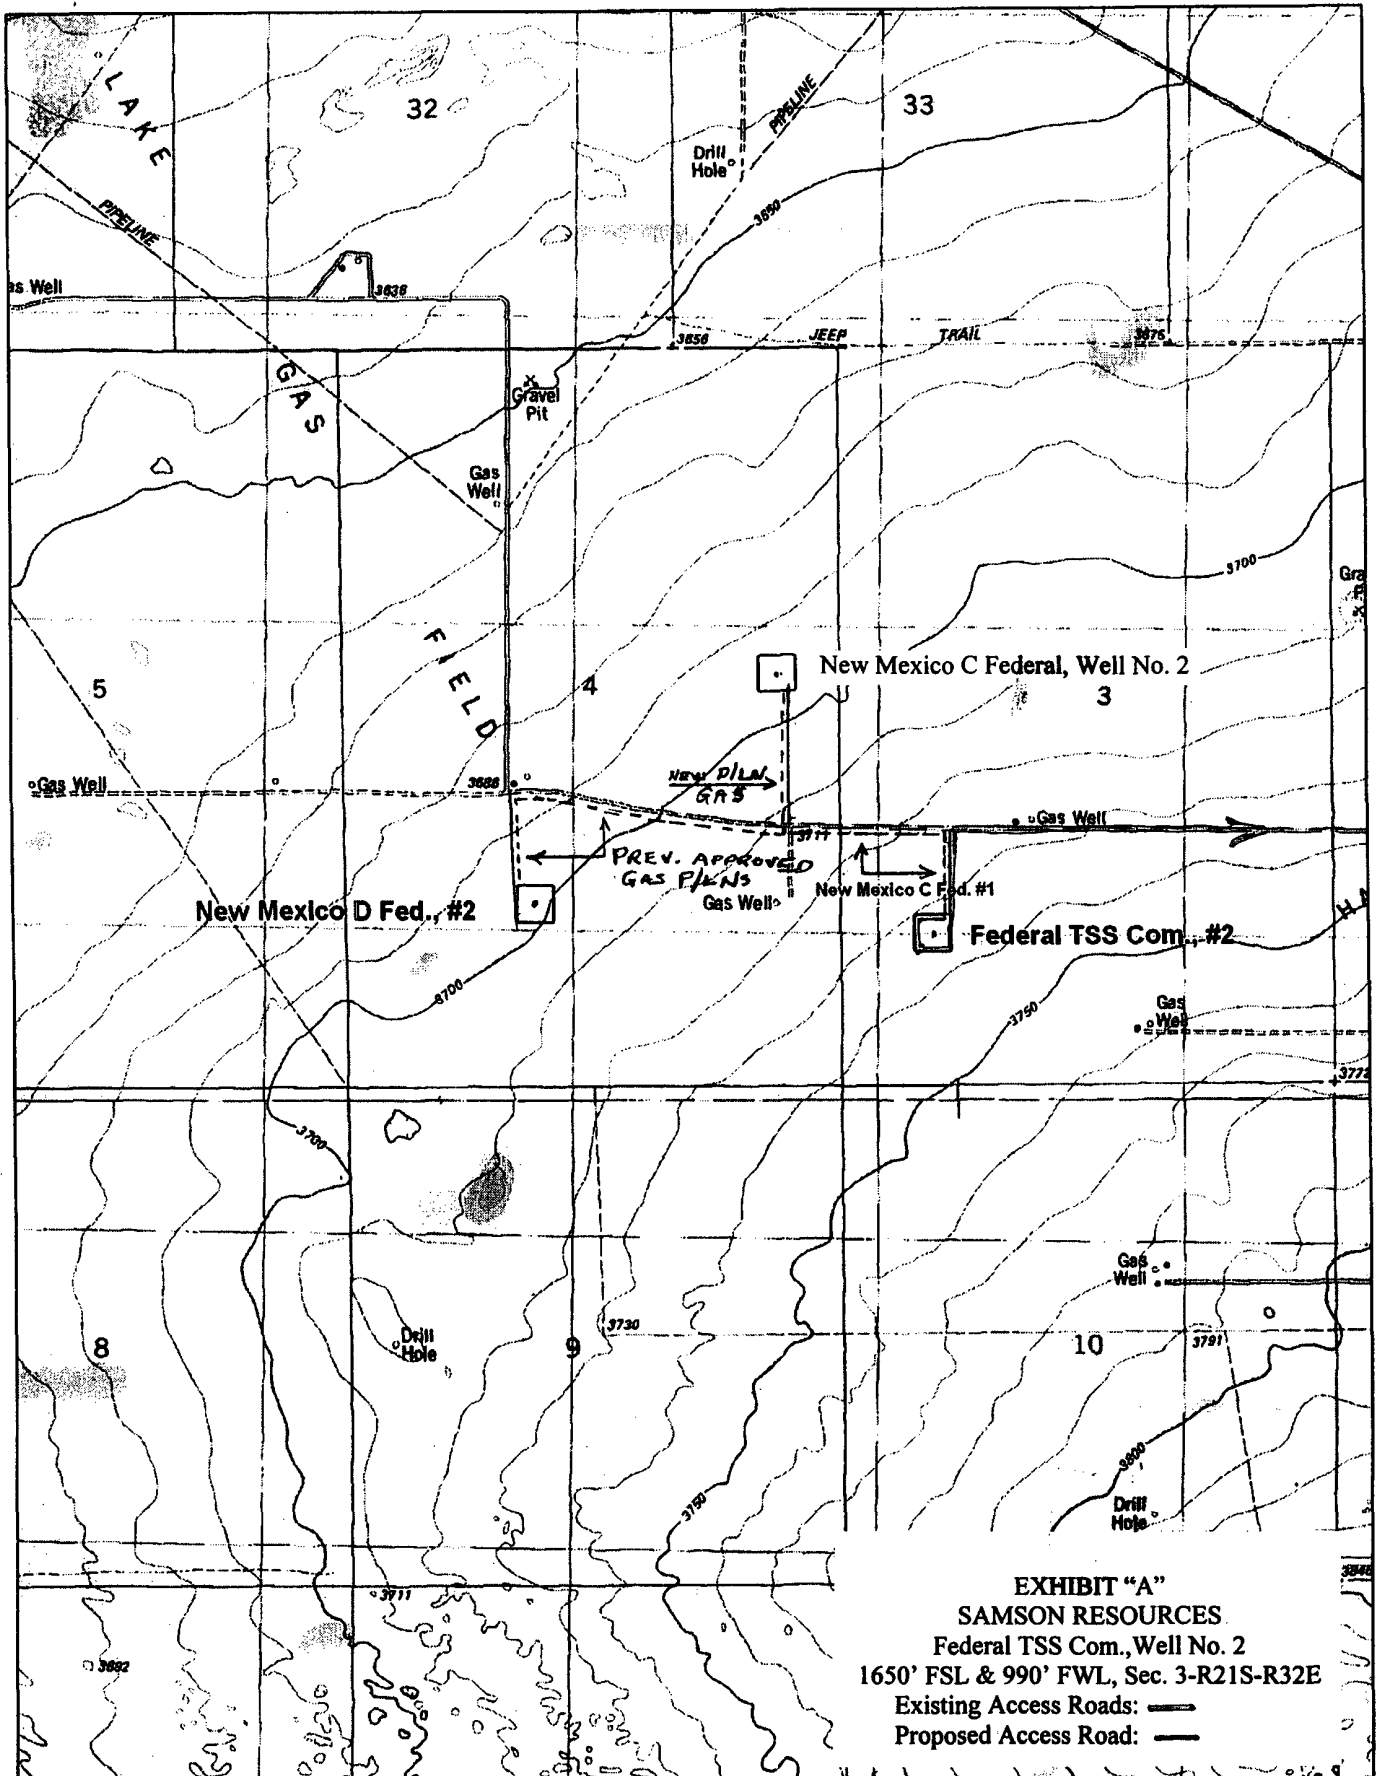 LAKE
32
33
PIPELINE
Drill
Hole
PIPELINE
3650
as Well
3636
3656
JEEP
TRAIL
3675
GAS
Gravel
Pit
Gas
Well
3700
Gra
P
FIELD
New Mexico C Federal, Well No. 2
5
4
3
Gas Well
3686
NEW P/LN
GAS
Gas Well
3711
PREV. APPROVED
GAS P/LNS
Gas Well
New Mexico C Fed. #1
New Mexico D Fed., #2
Federal TSS Com., #2
HA
3700
3750
Gas
Well
3772
3700
Gas
Well
3730
8
Drill
Hole
9
10
3791
3800
3750
Drill
Hole
3711
3692
EXHIBIT “A”
SAMSON RESOURCES
Federal TSS Com., Well No. 2
1650’ FSL & 990’ FWL, Sec. 3-R21S-R32E
Existing Access Roads:
Proposed Access Road: